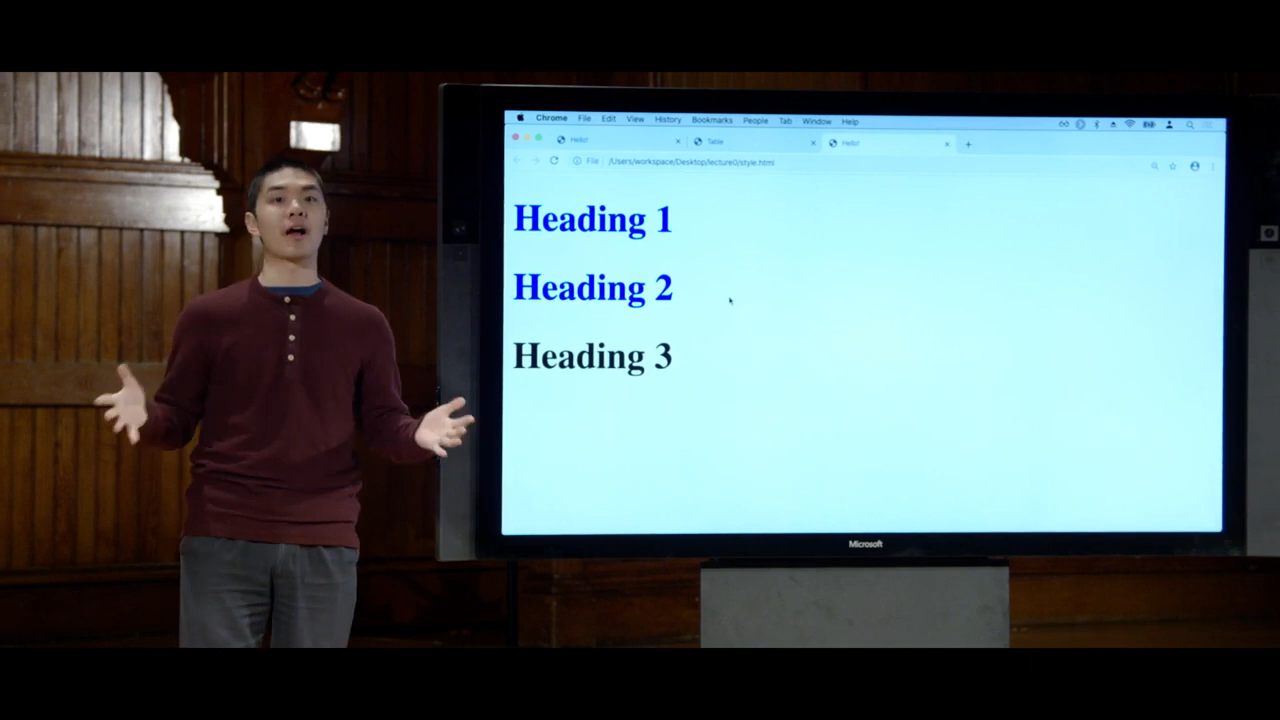 Chrome File Edit View History Bookmarks People Tab Window Help
Hello! Table Hello!
File /Users/workspace/Desktop/lecture0/style.html
Heading 1
Heading 2
Heading 3
Microsoft